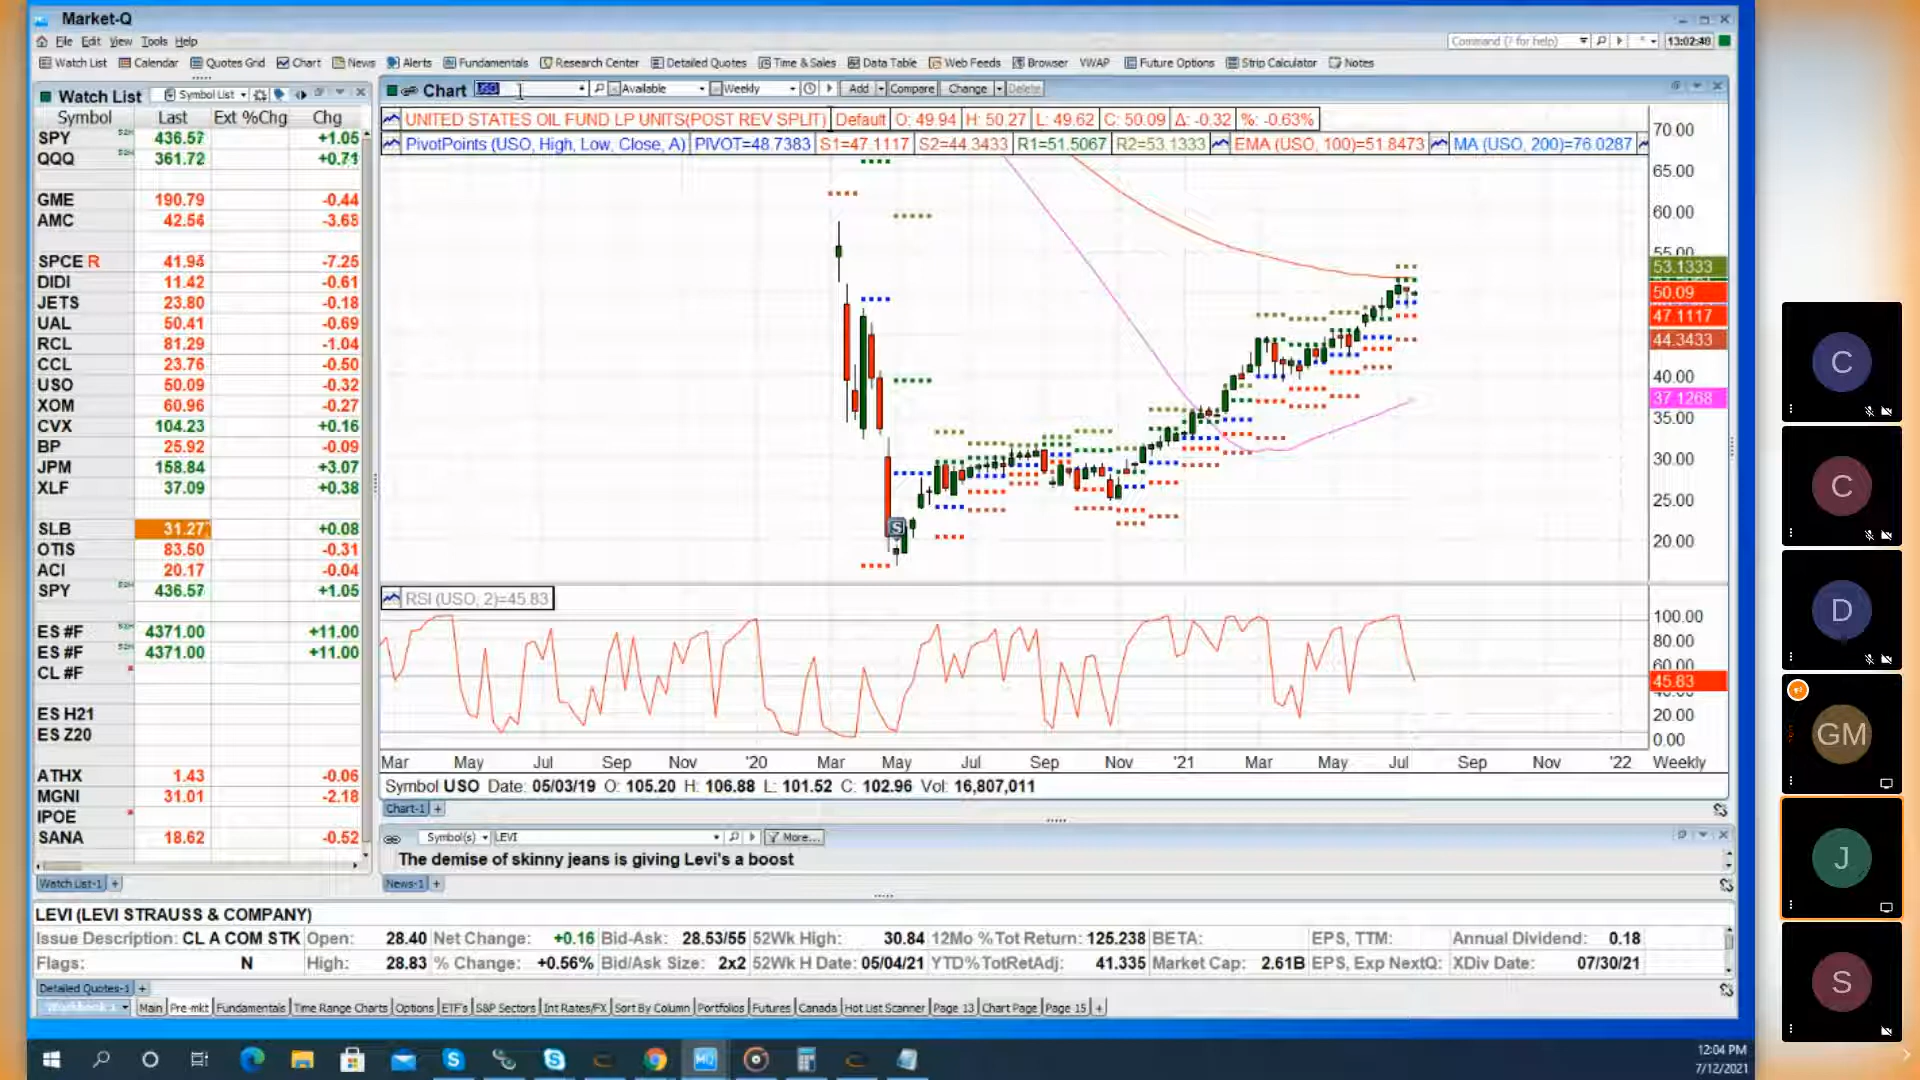 Market-Q
File Edit View Tools Help
Command (? for help) 13:02:48
Watch List Calendar Quotes Grid Chart News Alerts Fundamentals Research Center Detailed Quotes Time & Sales Data Table Web Feeds Browser VWAP Future Options Strip Calculator Notes
Watch List Symbol List
Chart USO Available Weekly Add Compare Change Delete
Symbol Last Ext %Chg Chg
SPY 436.57 +1.05
QQQ 361.72 +0.71
GME 190.79 -0.44
AMC 42.54 -3.68
SPCE R 41.94 -7.25
DIDI 11.42 -0.61
JETS 23.80 -0.18
UAL 50.41 -0.69
RCL 81.29 -1.04
CCL 23.76 -0.50
USO 50.09 -0.32
XOM 60.96 -0.27
CVX 104.23 +0.16
BP 25.92 -0.09
JPM 158.84 +3.07
XLF 37.09 +0.38
SLB 31.27 +0.08
OTIS 83.50 -0.31
ACI 20.17 -0.04
SPY 436.57 +1.05
ES #F 4371.00 +11.00
ES #F 4371.00 +11.00
CL #F
ES H21
ES Z20
ATHX 1.43 -0.06
MGNI 31.01 -2.18
IPOE
SANA 18.62 -0.52
Watch List-1 +
UNITED STATES OIL FUND LP UNITS(POST REV SPLIT) Default O: 49.94 H: 50.27 L: 49.62 C: 50.09 Δ: -0.32 %: -0.63%
PivotPoints (USO, High, Low, Close, A) PIVOT=48.7383 S1=47.1117 S2=44.3433 R1=51.5067 R2=53.1333 EMA (USO, 100)=51.8473 MA (USO, 200)=76.0287
70.00
65.00
60.00
55.00
53.1333
50.09
47.1117
44.3433
40.00
37.1268
35.00
30.00
25.00
20.00
S
RSI (USO, 2)=45.83
100.00
80.00
60.00
45.83
40.00
20.00
0.00
Mar May Jul Sep Nov '20 Mar May Jul Sep Nov '21 Mar May Jul Sep Nov '22 Weekly
Symbol USO Date: 05/03/19 O: 105.20 H: 106.88 L: 101.52 C: 102.96 Vol: 16,807,011
Chart-1 +
Symbol(s) LEVI More...
The demise of skinny jeans is giving Levi's a boost
News-1 +
LEVI (LEVI STRAUSS & COMPANY)
Issue Description: CL A COM STK Open: 28.40 Net Change: +0.16 Bid-Ask: 28.53/55 52Wk High: 30.84 12Mo %Tot Return: 125.238 BETA: EPS, TTM: Annual Dividend: 0.18
Flags: N High: 28.83 % Change: +0.56% Bid/Ask Size: 2x2 52Wk H Date: 05/04/21 YTD%TotRetAdj: 41.335 Market Cap: 2.61B EPS, Exp NextQ: XDiv Date: 07/30/21
Detailed Quotes-1 +
Main Pre-mkt Fundamentals Time Range Charts Options ETF's S&P Sectors Int Rates/FX Sort By Column Portfolios Futures Canada Hot List Scanner Page 13 Chart Page Page 15 +
MQ
12:04 PM
7/12/2021
C
C
D
GM
J
S